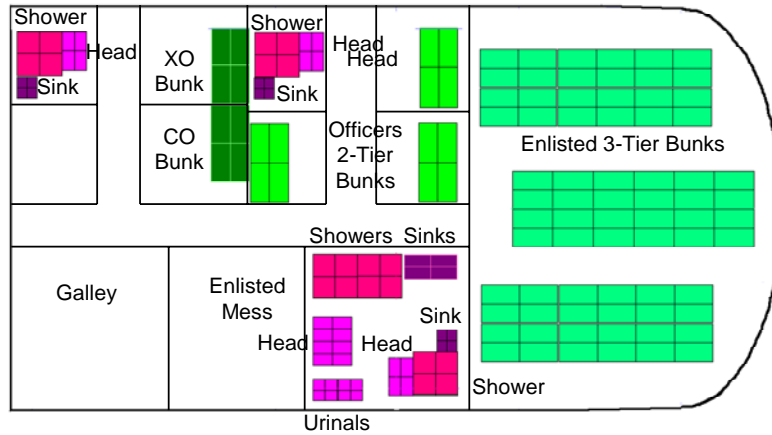 Shower
Head
Sink
XO
Bunk
CO
Bunk
Shower
Head
Head
Sink
Officers
2-Tier
Bunks
Enlisted 3-Tier Bunks
Showers
Sinks
Galley
Enlisted
Mess
Head
Head
Sink
Shower
Urinals